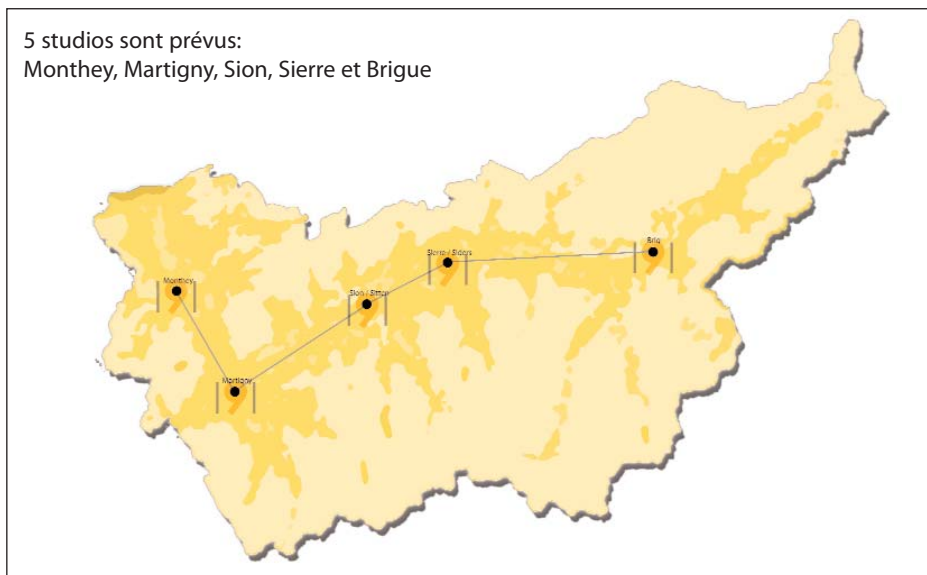 5 studios sont prévus:
Monthey, Martigny, Sion, Sierre et Brigue
Sierre / Siders
Brig
Monthey
Sion / Sitten
Martigny